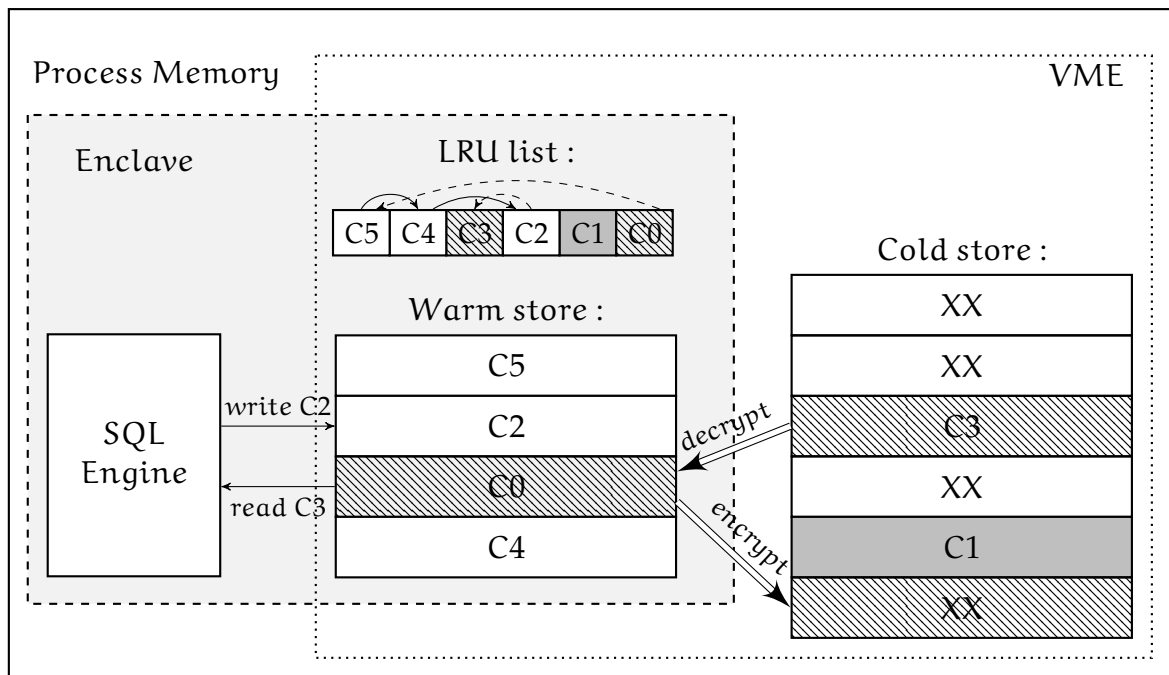 Process Memory
VME
Enclave
LRU list :
C5 C4 C3 C2 C1 C0
Cold store :
Warm store :
XX
C5
XX
SQL
Engine
write C2
C2
decrypt
C3
read C3
C0
encrypt
XX
C4
C1
XX